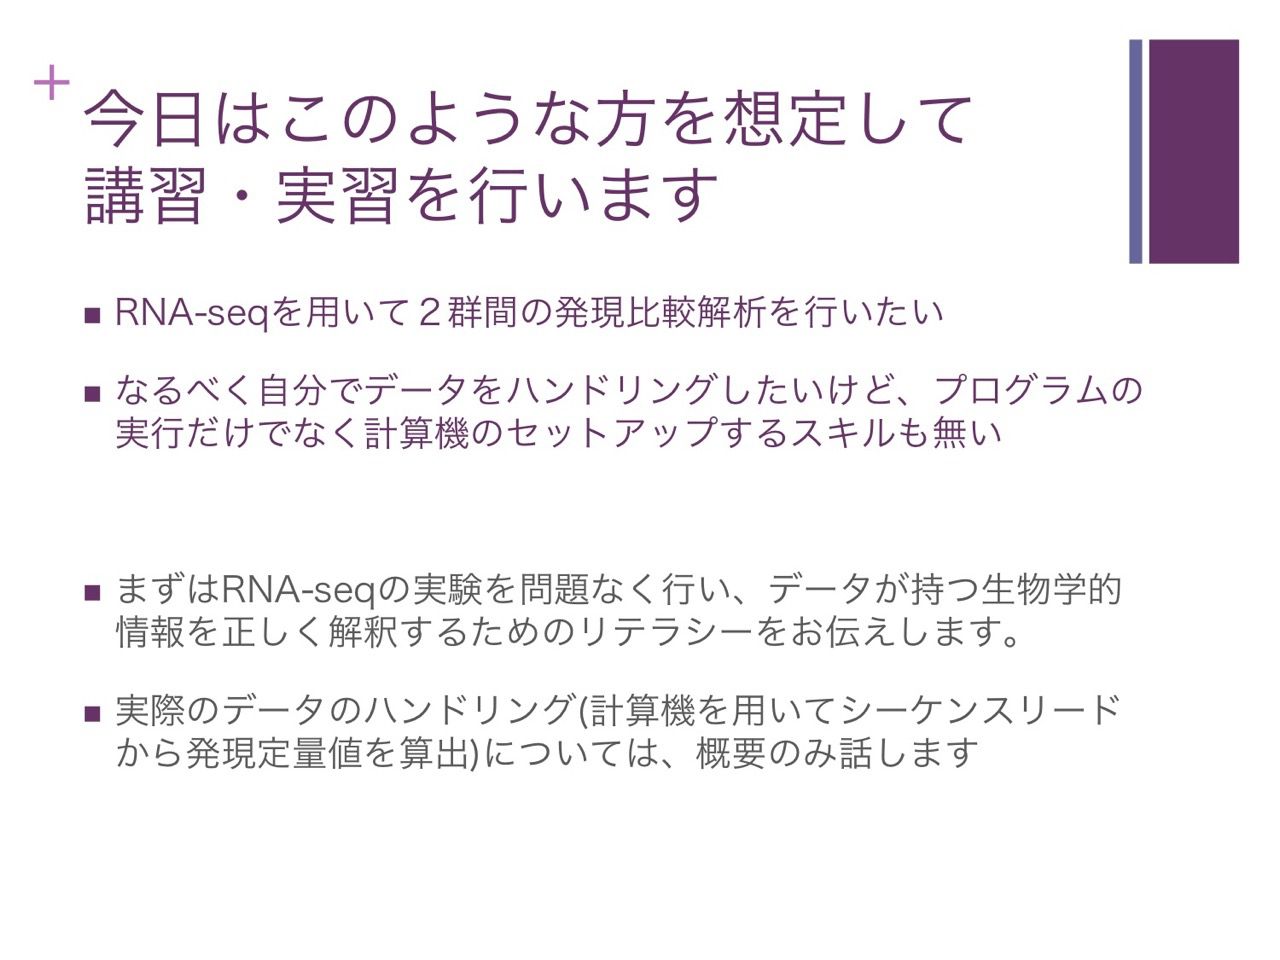 +
今日はこのような方を想定して
講習・実習を行います
■ RNA-seqを用いて２群間の発現比較解析を行いたい
■ なるべく自分でデータをハンドリングしたいけど、プログラムの
実行だけでなく計算機のセットアップするスキルも無い
■ まずはRNA-seqの実験を問題なく行い、データが持つ生物学的
情報を正しく解釈するためのリテラシーをお伝えします。
■ 実際のデータのハンドリング(計算機を用いてシーケンスリード
から発現定量値を算出)については、概要のみ話します